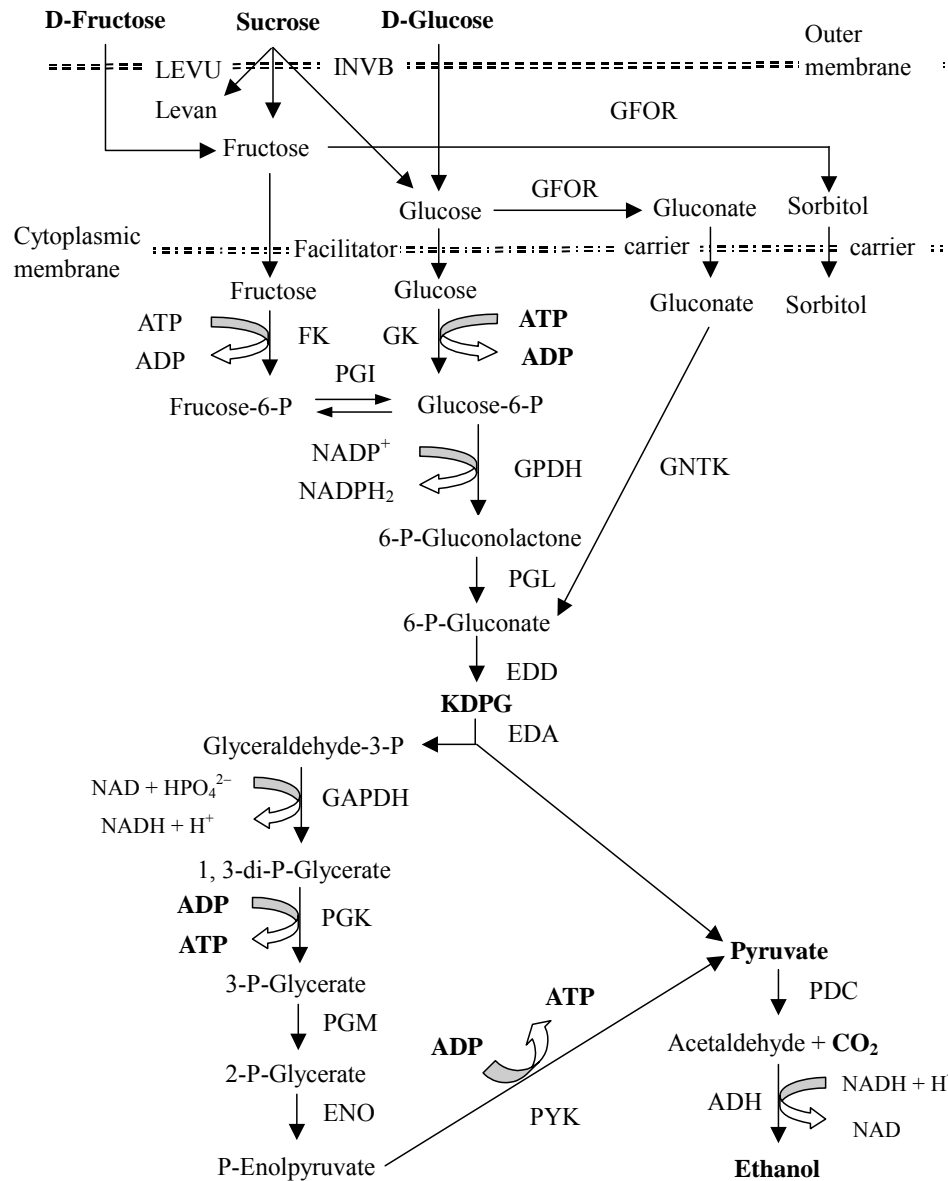 D-Fructose Sucrose D-Glucose
Outer
membrane
LEVU INVB
Levan
GFOR
Fructose
GFOR
Glucose Gluconate Sorbitol
Cytoplasmic
membrane
Facilitator carrier carrier
Fructose Glucose Gluconate Sorbitol
ATP FK GK ATP
ADP ADP
PGI
Frucose-6-P Glucose-6-P
NADP⁺ GPDH GNTK
NADPH₂
6-P-Gluconolactone
PGL
6-P-Gluconate
EDD
KDPG
EDA
Glyceraldehyde-3-P
NAD + HPO₄²⁻ GAPDH
NADH + H⁺
1, 3-di-P-Glycerate
ADP PGK
ATP
Pyruvate
3-P-Glycerate PDC
ATP
PGM
ADP Acetaldehyde + CO₂
2-P-Glycerate
NADH + H
ENO PYK ADH
NAD
P-Enolpyruvate Ethanol